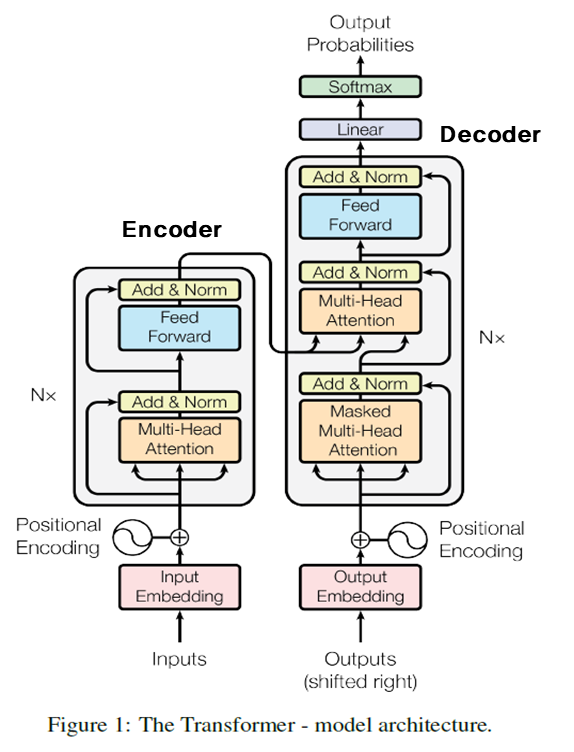 Output
Probabilities
Softmax
Linear
Decoder
Add & Norm
Feed
Forward
Add & Norm
Multi-Head
Attention
Nx
Add & Norm
Masked
Multi-Head
Attention
Encoder
Add & Norm
Feed
Forward
Nx
Add & Norm
Multi-Head
Attention
Positional
Encoding
Positional
Encoding
Input
Embedding
Output
Embedding
Inputs
Outputs
(shifted right)
Figure 1: The Transformer - model architecture.